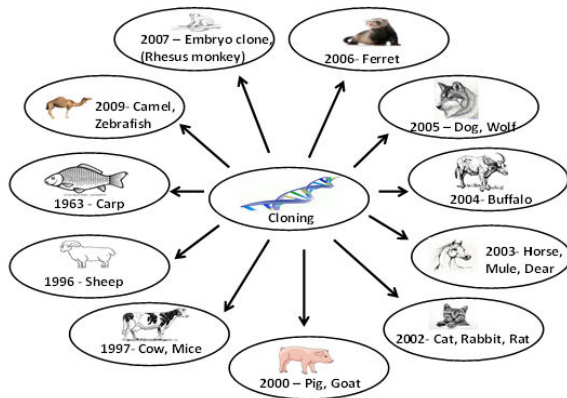 2007 – Embryo clone,
(Rhesus monkey)
2006- Ferret
2009- Camel,
Zebrafish
2005 – Dog, Wolf
1963 - Carp
Cloning
2004- Buffalo
1996 - Sheep
2003- Horse,
Mule, Dear
1997- Cow, Mice
2002- Cat, Rabbit, Rat
2000 – Pig, Goat